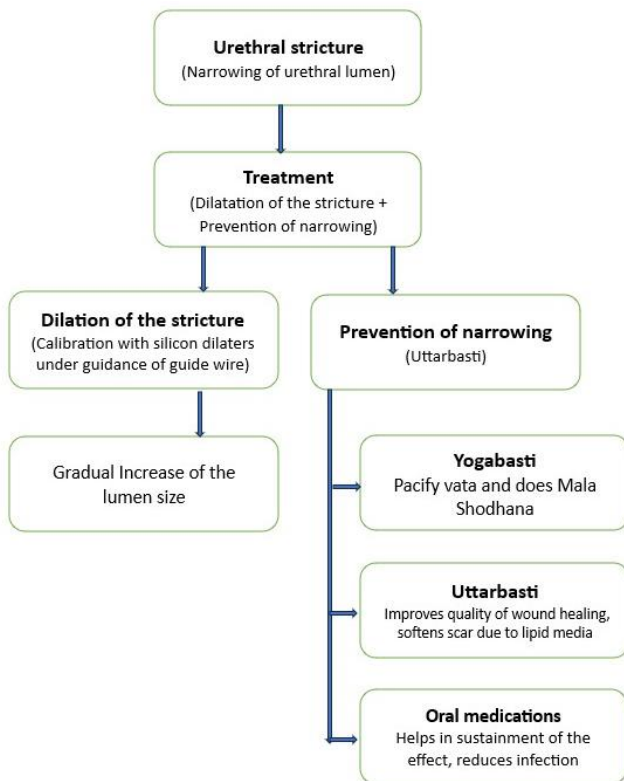 Urethral stricture
(Narrowing of urethral lumen)
Treatment
(Dilatation of the stricture +
Prevention of narrowing)
Dilation of the stricture
(Calibration with silicon dilaters
under guidance of guide wire)
Gradual Increase of the
lumen size
Prevention of narrowing
(Uttarbasti)
Yogabasti
Pacify vata and does Mala
Shodhana
Uttarbasti
Improves quality of wound healing,
softens scar due to lipid media
Oral medications
Helps in sustainment of the
effect, reduces infection